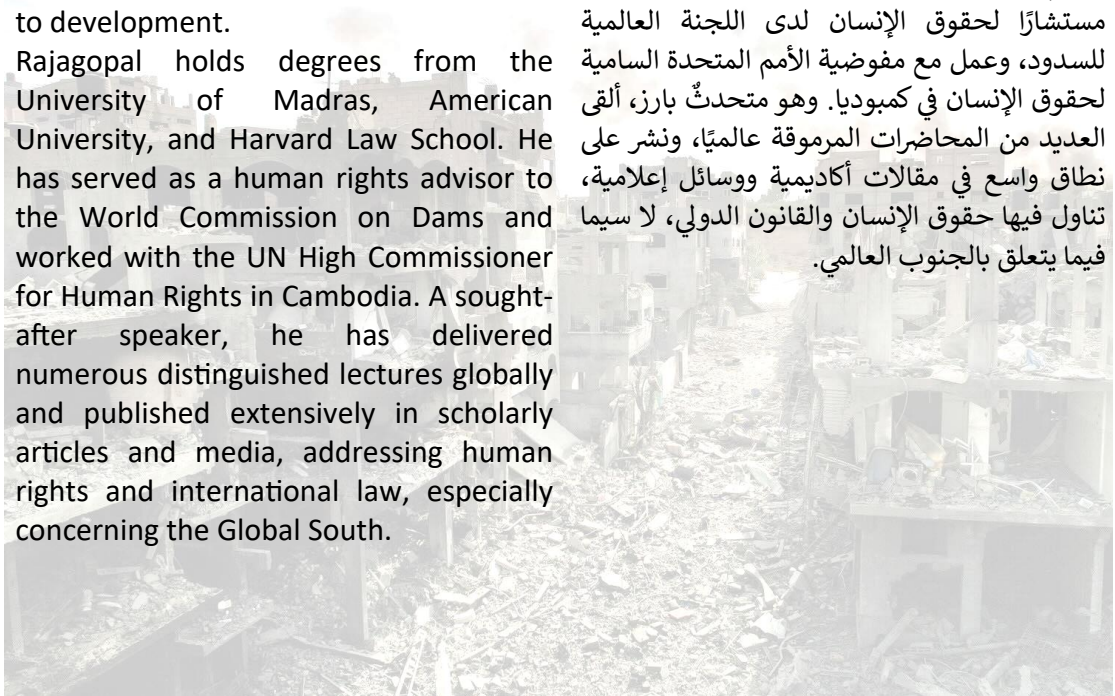 to development.
Rajagopal holds degrees from the
University of Madras, American
University, and Harvard Law School. He
has served as a human rights advisor to
the World Commission on Dams and
worked with the UN High Commissioner
for Human Rights in Cambodia. A sought-
after speaker, he has delivered
numerous distinguished lectures globally
and published extensively in scholarly
articles and media, addressing human
rights and international law, especially
concerning the Global South.
مستشارًا لحقوق الإنسان لدى اللجنة العالمية
للسدود، وعمل مع مفوضية الأمم المتحدة السامية
لحقوق الإنسان في كمبوديا. وهو متحدثٌ بارز، ألقى
العديد من المحاضرات المرموقة عالميًا، ونشر على
نطاق واسع في مقالات أكاديمية ووسائل إعلامية،
تناول فيها حقوق الإنسان والقانون الدولي، لا سيما
فيما يتعلق بالجنوب العالمي.